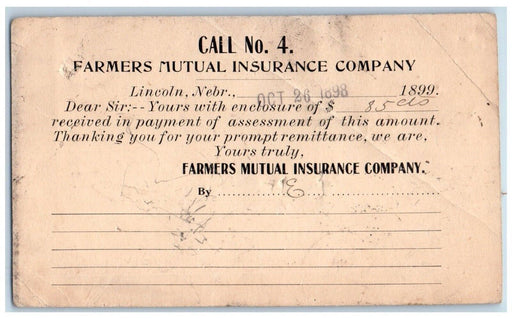 CALL No. 4.
FARMERS MUTUAL INSURANCE COMPANY
Lincoln, Nebr., OCT 26 1898 1899.
Dear Sir:--Yours with enclosure of $ 85 cts
received in payment of assessment of this amount.
Thanking you for your prompt remittance, we are,
Yours truly,
FARMERS MUTUAL INSURANCE COMPANY.
By E